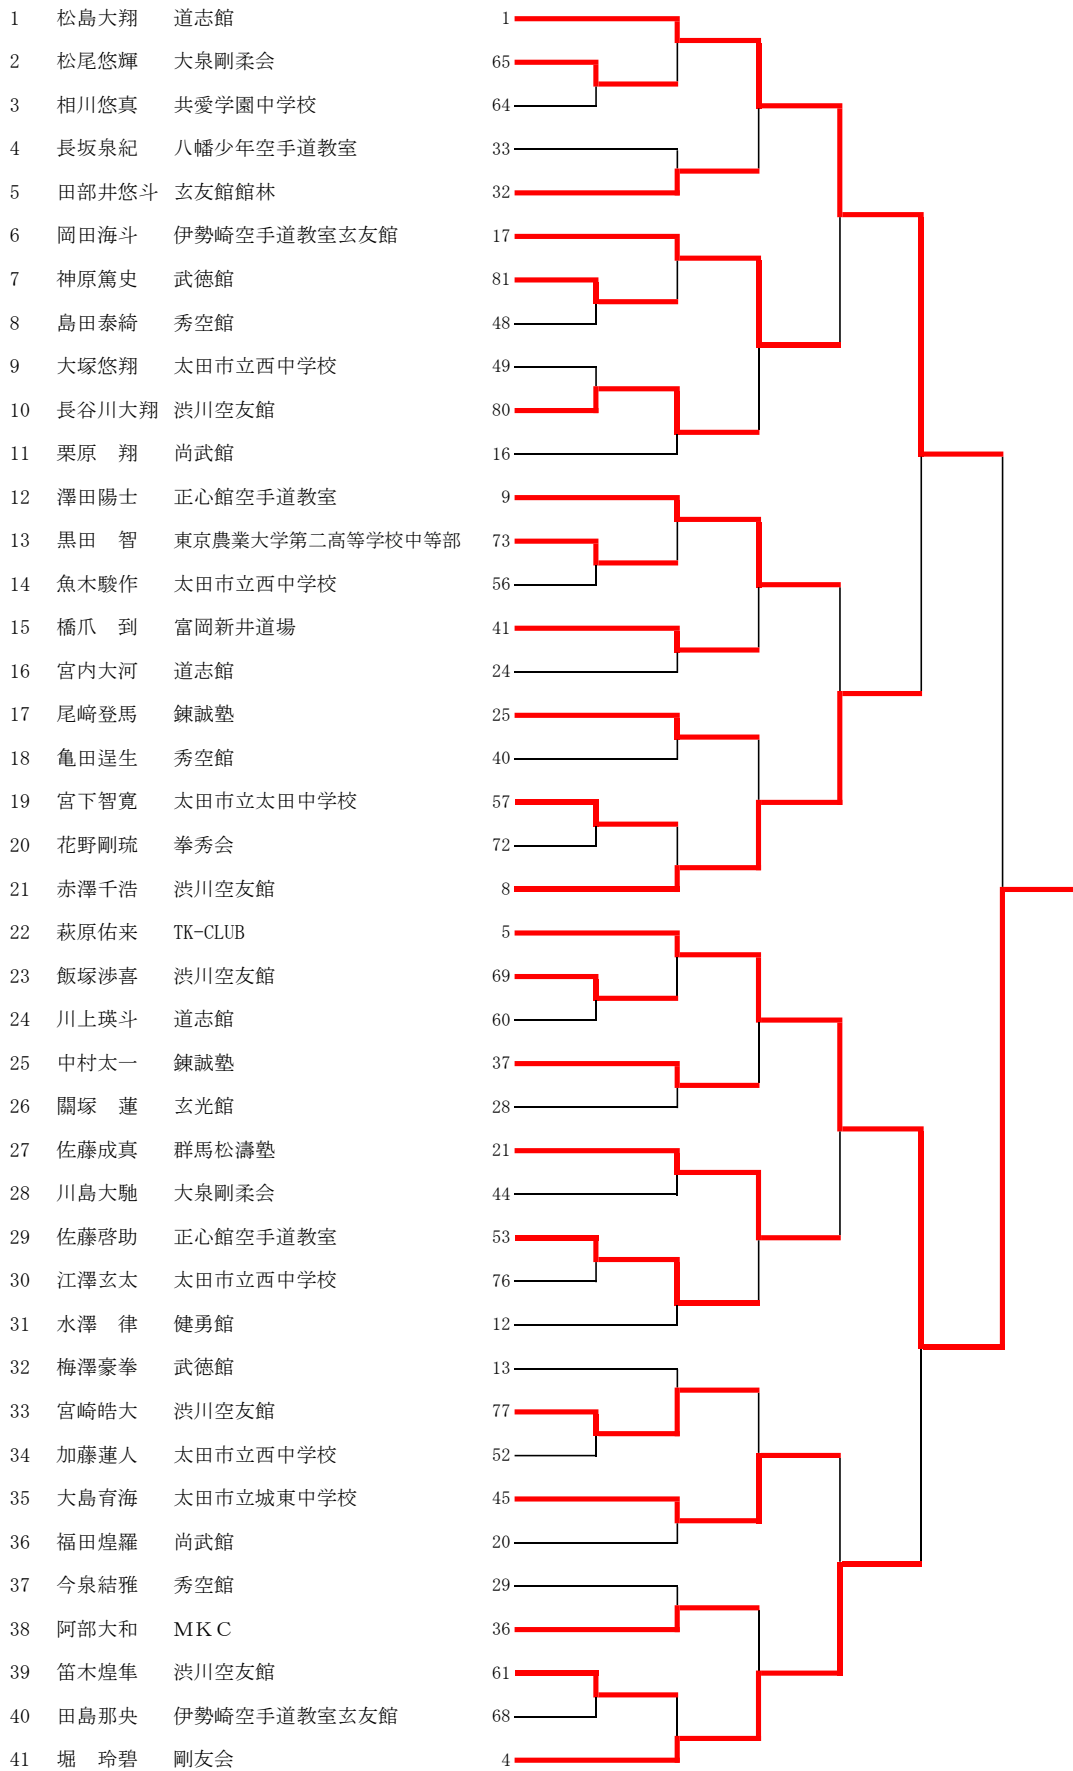 1 松島大翔 道志館 1
2 松尾悠輝 大泉剛柔会 65
3 相川悠真 共愛学園中学校 64
4 長坂泉紀 八幡少年空手道教室 33
5 田部井悠斗 玄友館館林 32
6 岡田海斗 伊勢崎空手道教室玄友館 17
7 神原篤史 武徳館 81
8 島田泰綺 秀空館 48
9 大塚悠翔 太田市立西中学校 49
10 長谷川大翔 渋川空友館 80
11 栗原　翔 尚武館 16
12 澤田陽士 正心館空手道教室 9
13 黒田　智 東京農業大学第二高等学校中等部 73
14 魚木駿作 太田市立西中学校 56
15 橋爪　到 富岡新井道場 41
16 宮内大河 道志館 24
17 尾﨑登馬 錬誠塾 25
18 亀田逞生 秀空館 40
19 宮下智寛 太田市立太田中学校 57
20 花野剛琉 拳秀会 72
21 赤澤千浩 渋川空友館 8
22 萩原佑来 TK-CLUB 5
23 飯塚渉喜 渋川空友館 69
24 川上瑛斗 道志館 60
25 中村太一 錬誠塾 37
26 關塚　蓮 玄光館 28
27 佐藤成真 群馬松濤塾 21
28 川島大馳 大泉剛柔会 44
29 佐藤啓助 正心館空手道教室 53
30 江澤玄太 太田市立西中学校 76
31 水澤　律 健勇館 12
32 梅澤豪拳 武徳館 13
33 宮崎皓大 渋川空友館 77
34 加藤蓮人 太田市立西中学校 52
35 大島育海 太田市立城東中学校 45
36 福田煌羅 尚武館 20
37 今泉結雅 秀空館 29
38 阿部大和 ＭＫＣ 36
39 笛木煌隼 渋川空友館 61
40 田島那央 伊勢崎空手道教室玄友館 68
41 堀　玲碧 剛友会 4